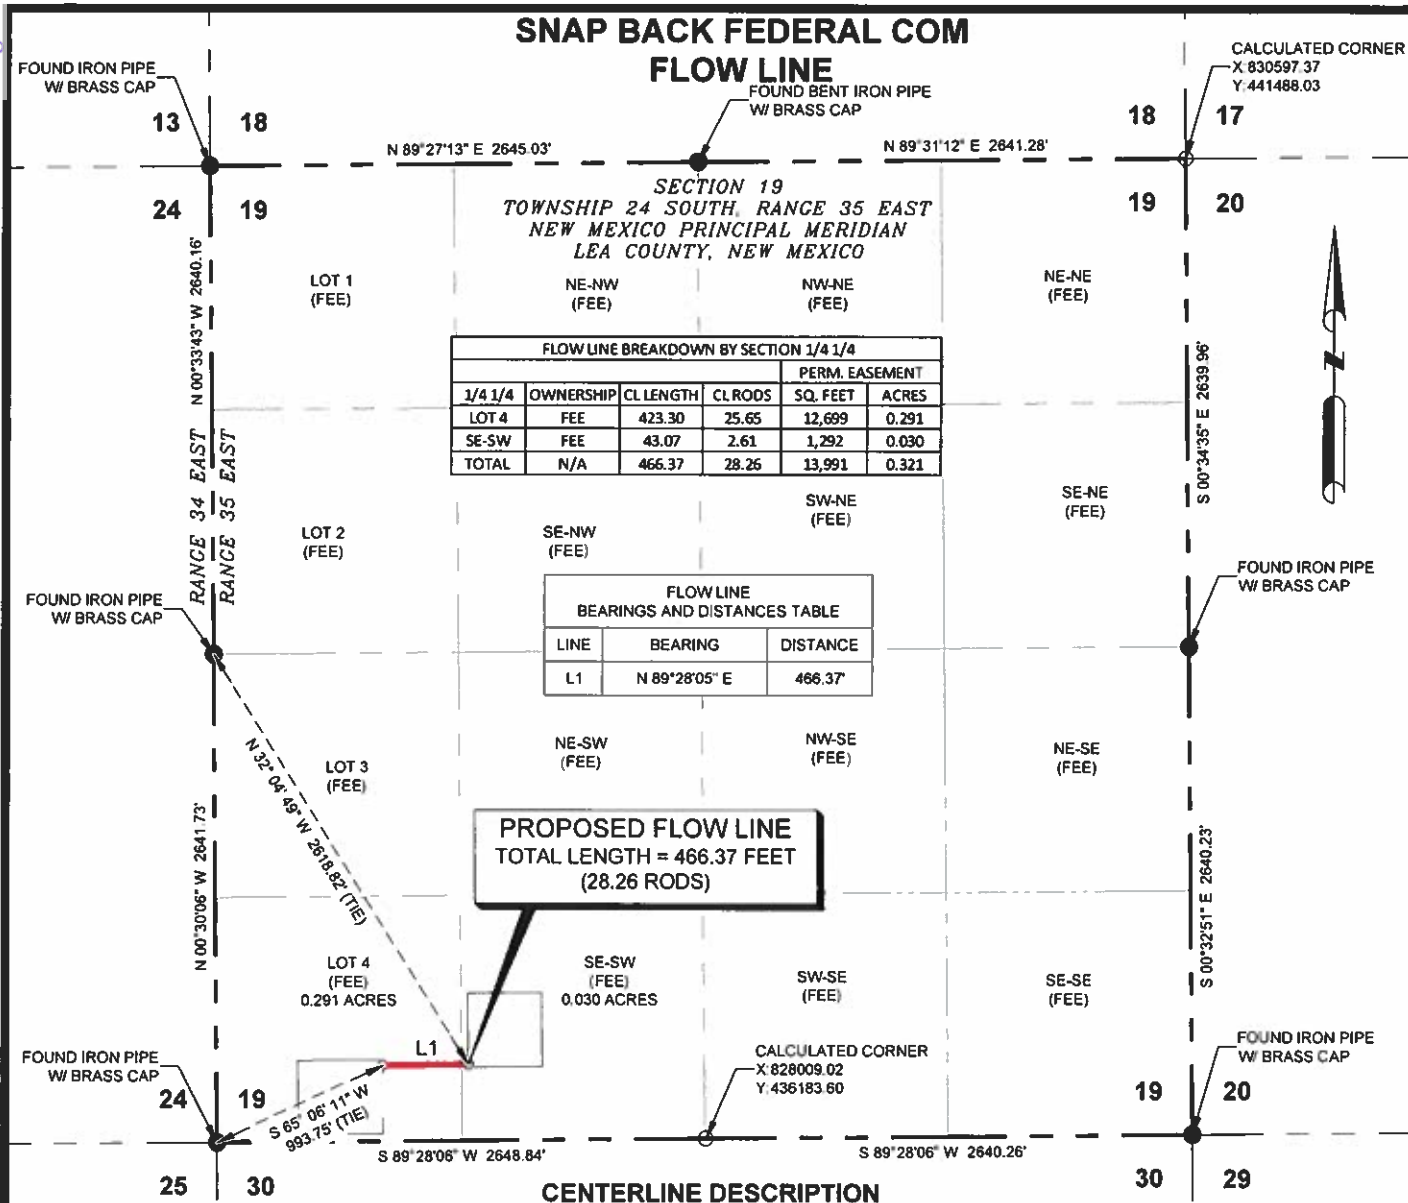 SNAP BACK FEDERAL COM
FLOW LINE
FOUND IRON PIPE
W/ BRASS CAP
FOUND BENT IRON PIPE
W/ BRASS CAP
CALCULATED CORNER
X:830597.37
Y:441488.03
13 18
18 17
N 89°27'13" E 2645.03'
N 89°31'12" E 2641.28'
24 19
19 20
SECTION 19
TOWNSHIP 24 SOUTH, RANGE 35 EAST
NEW MEXICO PRINCIPAL MERIDIAN
LEA COUNTY, NEW MEXICO
N 00°33'43" W 2640.16'
LOT 1
(FEE)
NE-NW
(FEE)
NW-NE
(FEE)
NE-NE
(FEE)
N
S 00°34'35" E 2639.96'
FLOW LINE BREAKDOWN BY SECTION 1/4 1/4
PERM. EASEMENT
1/4 1/4 OWNERSHIP CL LENGTH CL RODS SQ. FEET ACRES
LOT 4 FEE 423.30 25.65 12,699 0.291
SE-SW FEE 43.07 2.61 1,292 0.030
TOTAL N/A 466.37 28.26 13,991 0.321
RANGE 34 EAST
RANGE 35 EAST
LOT 2
(FEE)
SE-NW
(FEE)
SW-NE
(FEE)
SE-NE
(FEE)
FOUND IRON PIPE
W/ BRASS CAP
FOUND IRON PIPE
W/ BRASS CAP
FLOW LINE
BEARINGS AND DISTANCES TABLE
LINE BEARING DISTANCE
L1 N 89°28'05" E 466.37'
N 32° 04' 49" W 2618.82' (TIE)
LOT 3
(FEE)
NE-SW
(FEE)
NW-SE
(FEE)
NE-SE
(FEE)
N 00°30'06" W 2641.73'
S 00°32'51" E 2640.23'
PROPOSED FLOW LINE
TOTAL LENGTH = 466.37 FEET
(28.26 RODS)
LOT 4
(FEE)
0.291 ACRES
SE-SW
(FEE)
0.030 ACRES
SW-SE
(FEE)
SE-SE
(FEE)
L1
FOUND IRON PIPE
W/ BRASS CAP
CALCULATED CORNER
X:828009.02
Y:436183.60
FOUND IRON PIPE
W/ BRASS CAP
24 19
19 20
S 65° 06' 11" W
993.75' (TIE)
S 89°28'06" W 2648.84'
S 89°28'06" W 2640.26'
25 30
30 29
CENTERLINE DESCRIPTION